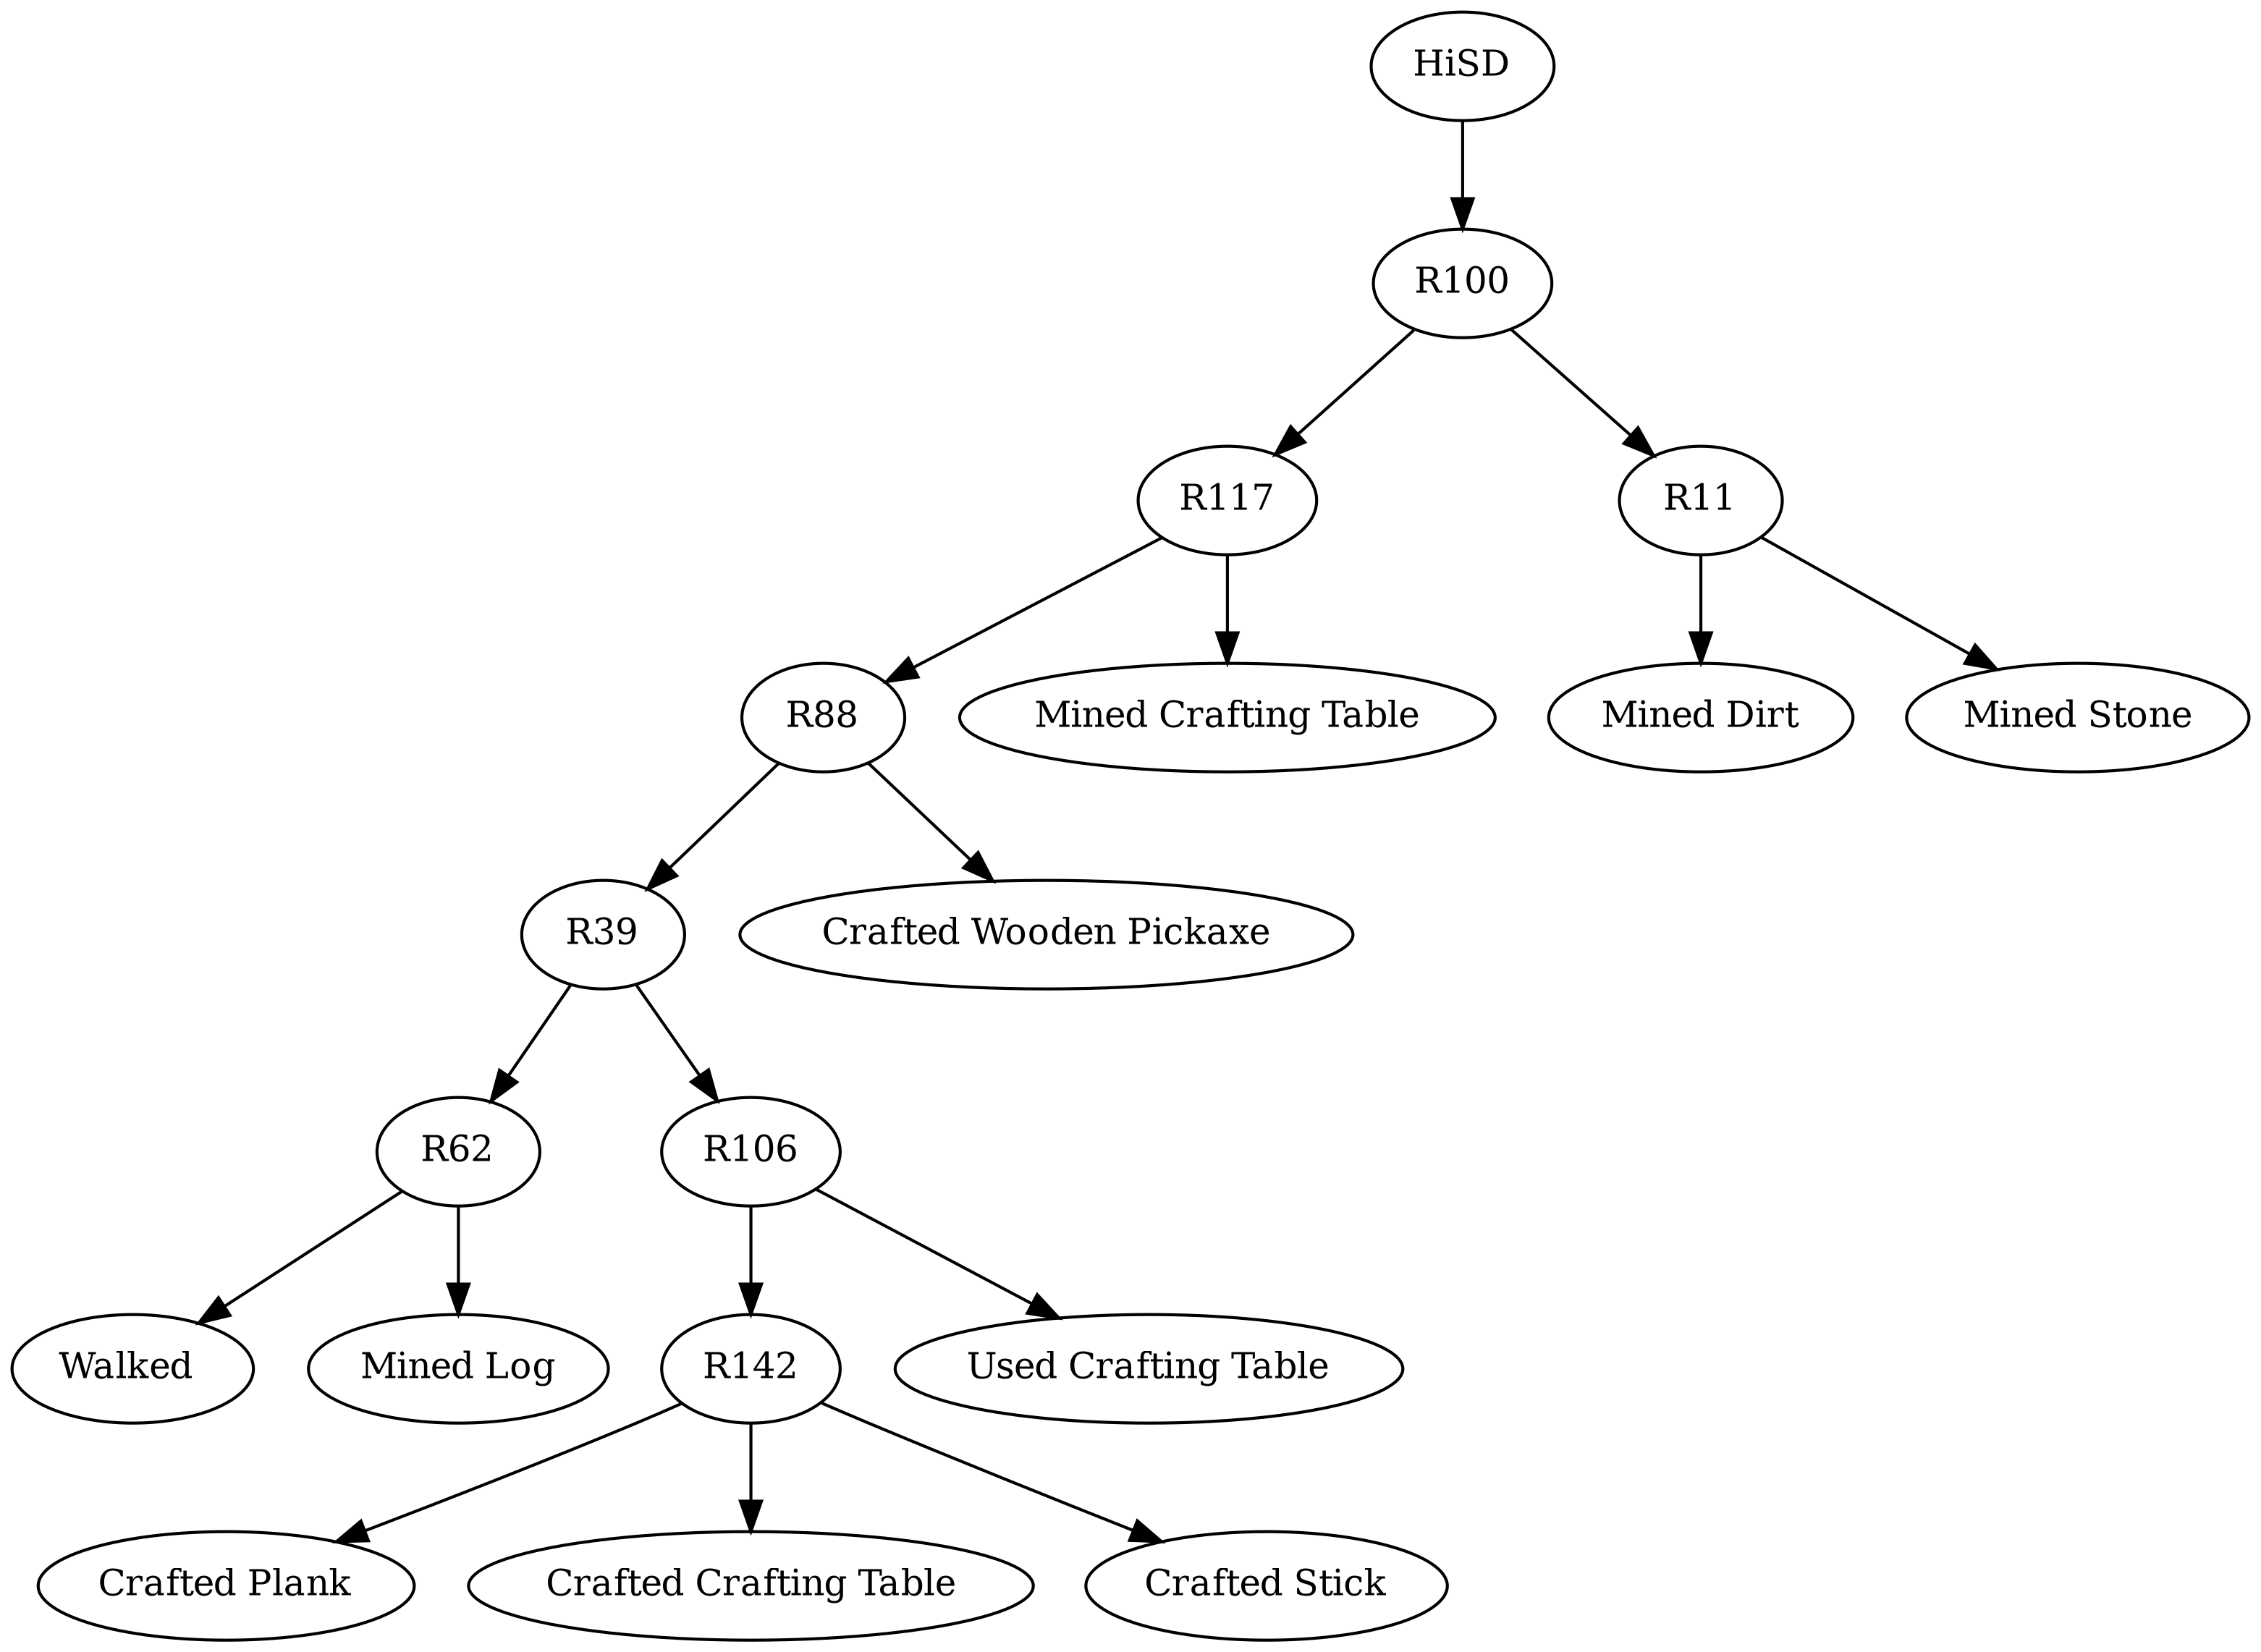 HiSD
R100
R117
R11
R88
Mined Crafting Table
Mined Dirt
Mined Stone
R39
Crafted Wooden Pickaxe
R62
R106
Walked
Mined Log
R142
Used Crafting Table
Crafted Plank
Crafted Crafting Table
Crafted Stick